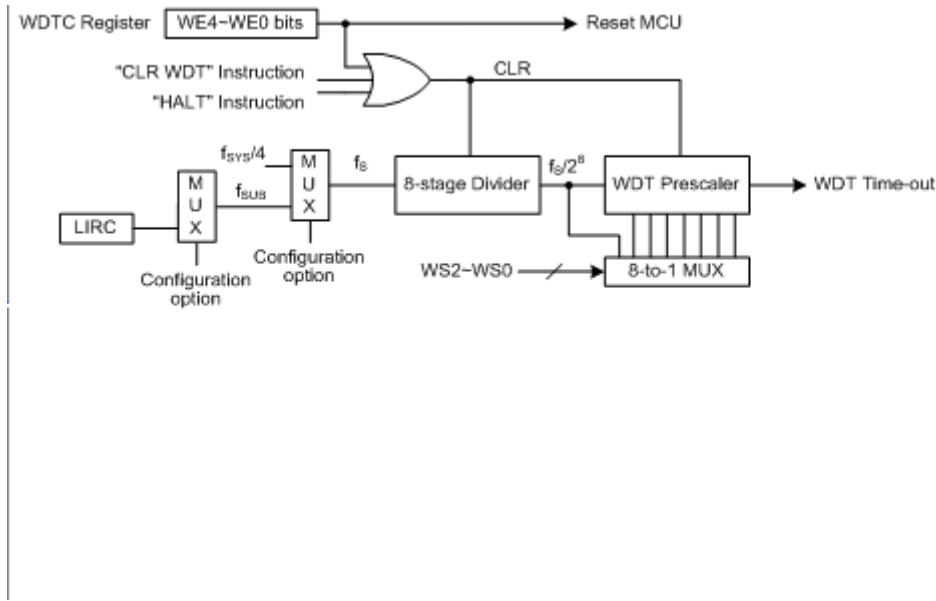 WDTC Register
WE4~WE0 bits
Reset MCU
"CLR WDT" Instruction
"HALT" Instruction
CLR
fSYS/4
M
U
X
fS
8-stage Divider
fS/2⁸
WDT Prescaler
WDT Time-out
M
U
X
fSUB
LIRC
Configuration
option
Configuration
option
WS2~WS0
8-to-1 MUX